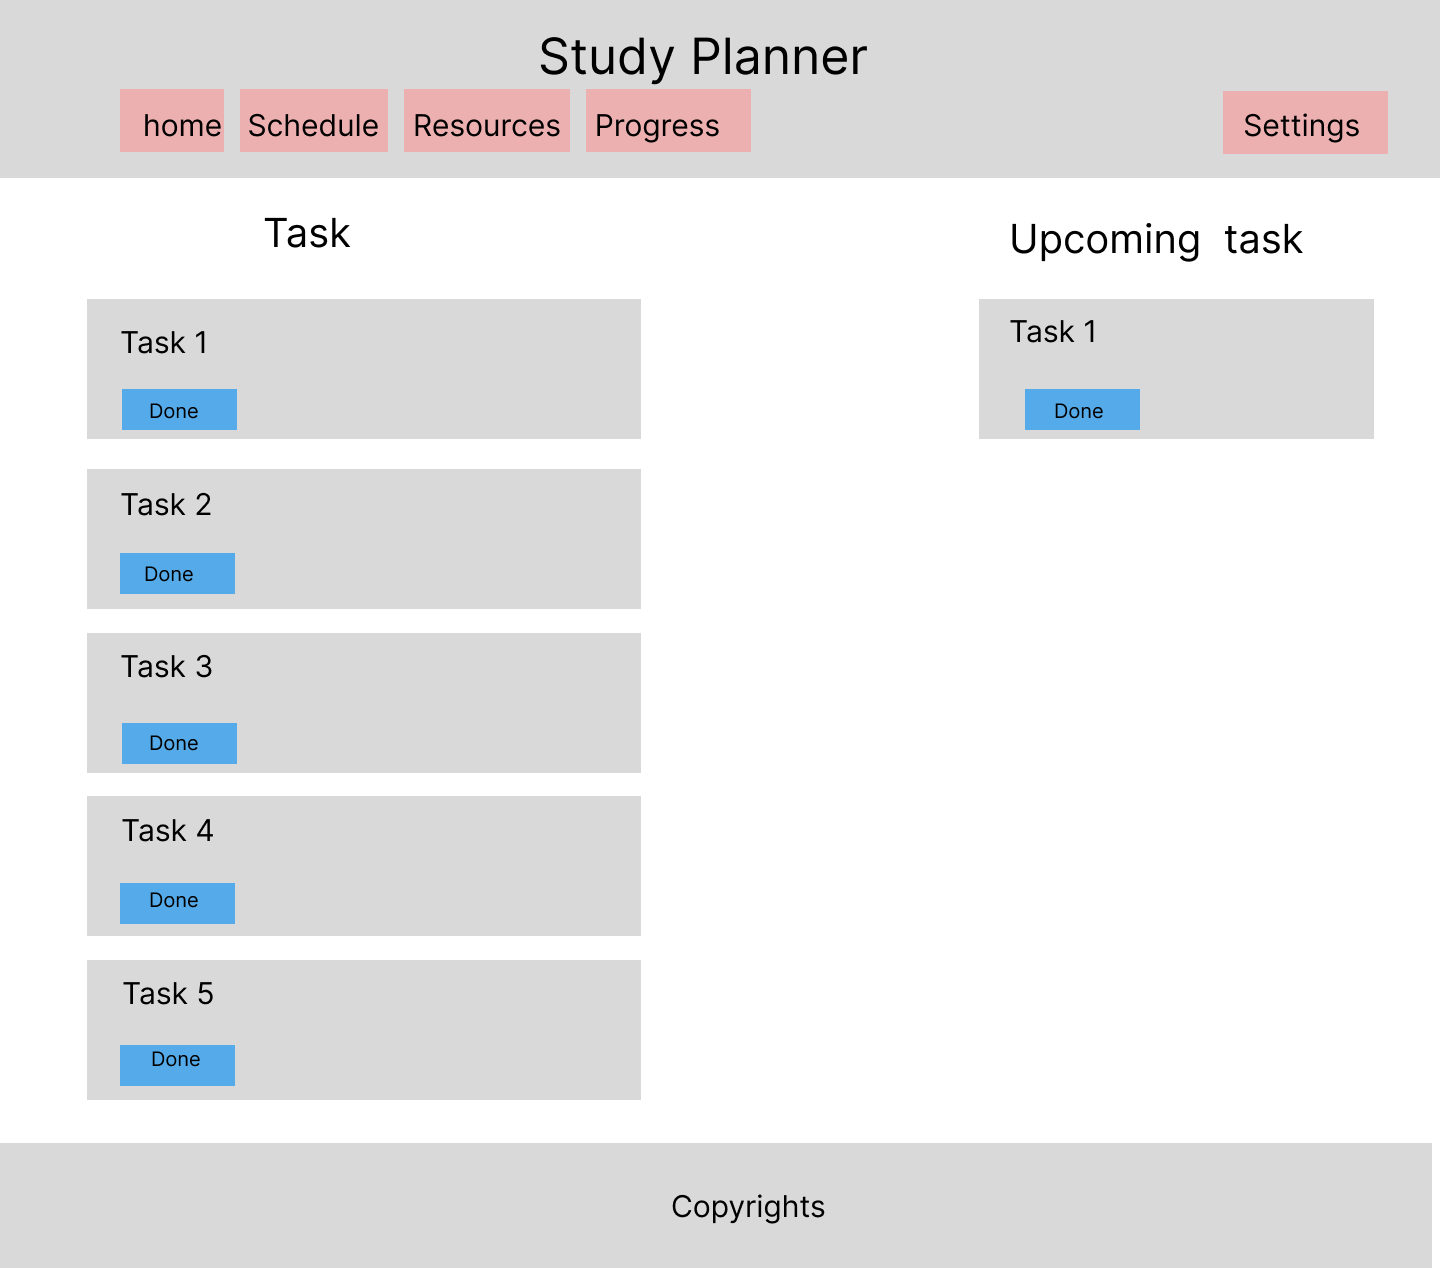 Study Planner
home Schedule Resources Progress Settings
Task
Task 1
Done
Task 2
Done
Task 3
Done
Task 4
Done
Task 5
Done
Upcoming  task
Task 1
Done
Copyrights